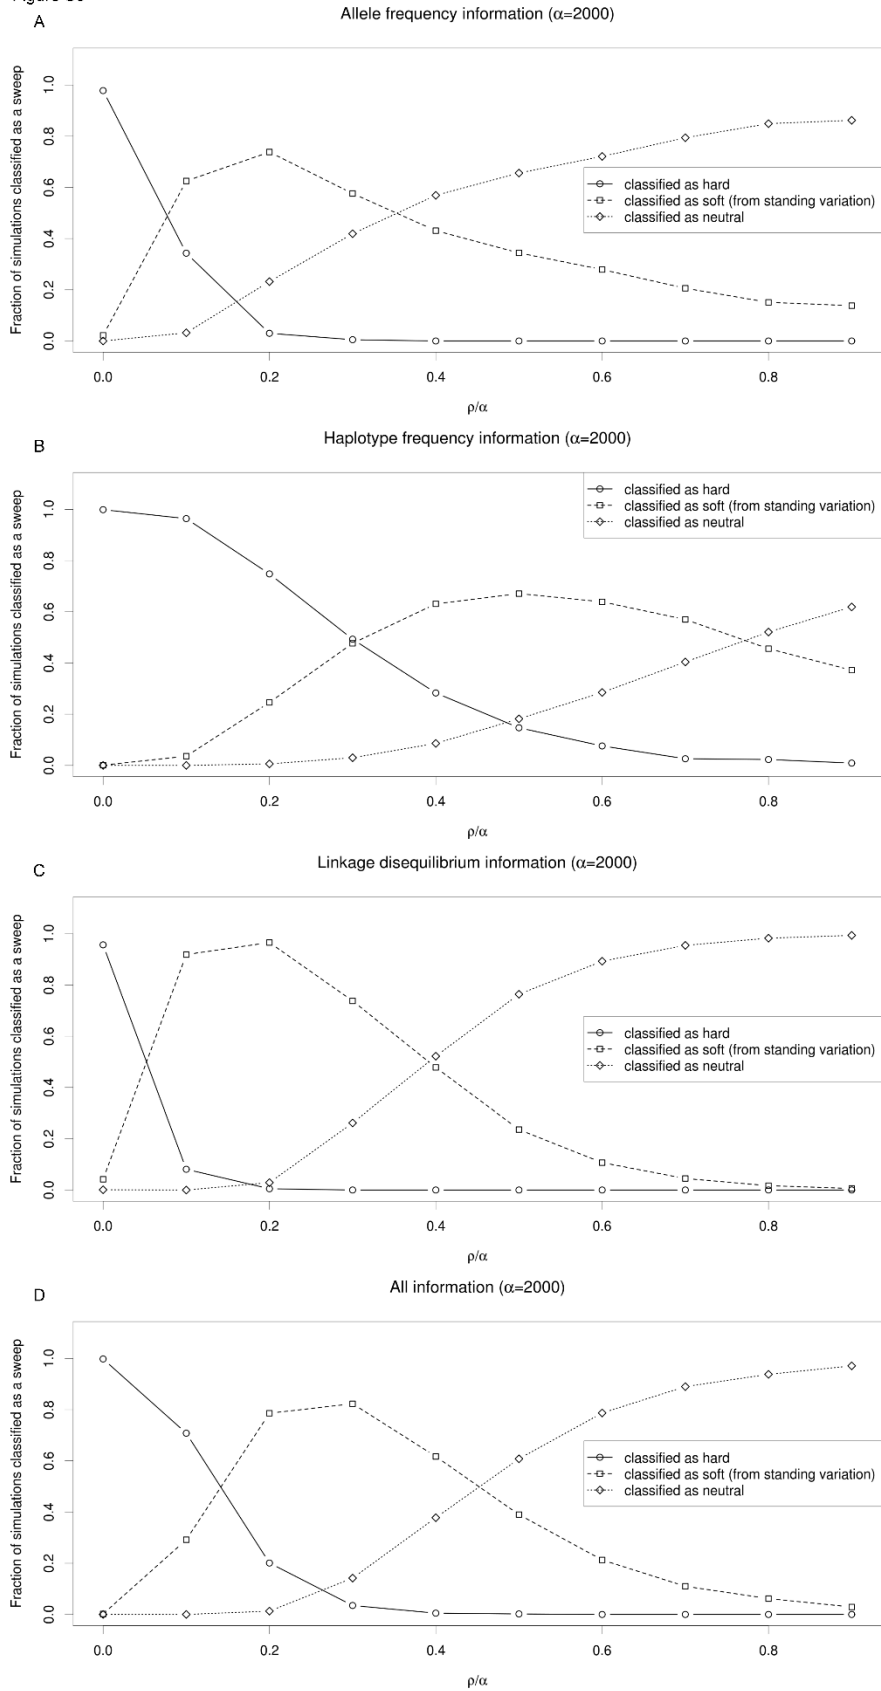 A
Allele frequency information (α=2000)
Fraction of simulations classified as a sweep
1.0
0.8
0.6
0.4
0.2
0.0
classified as hard
classified as soft (from standing variation)
classified as neutral
0.0 0.2 0.4 0.6 0.8
ρ/α
B
Haplotype frequency information (α=2000)
Fraction of simulations classified as a sweep
1.0
0.8
0.6
0.4
0.2
0.0
classified as hard
classified as soft (from standing variation)
classified as neutral
0.0 0.2 0.4 0.6 0.8
ρ/α
C
Linkage disequilibrium information (α=2000)
Fraction of simulations classified as a sweep
1.0
0.8
0.6
0.4
0.2
0.0
classified as hard
classified as soft (from standing variation)
classified as neutral
0.0 0.2 0.4 0.6 0.8
ρ/α
D
All information (α=2000)
Fraction of simulations classified as a sweep
1.0
0.8
0.6
0.4
0.2
0.0
classified as hard
classified as soft (from standing variation)
classified as neutral
0.0 0.2 0.4 0.6 0.8
ρ/α